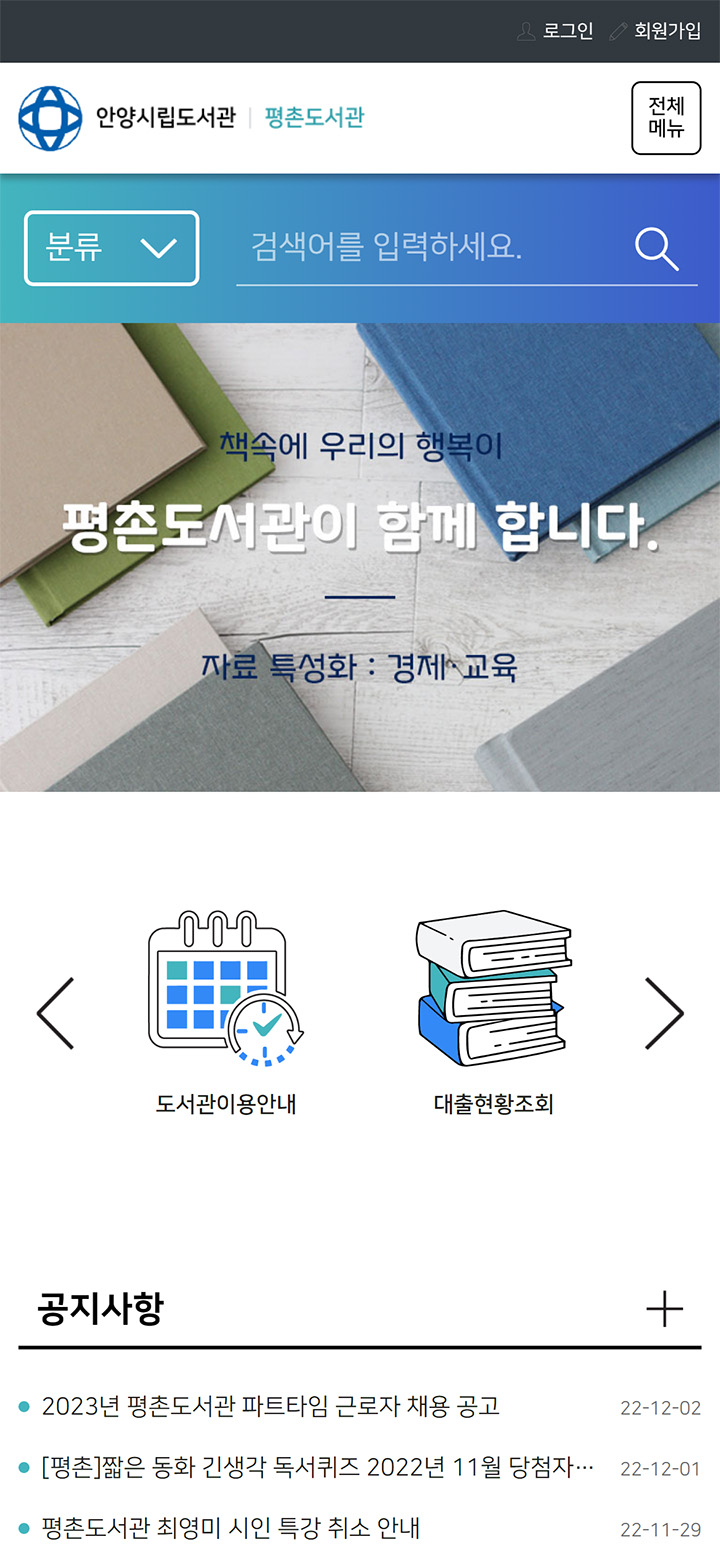 로그인 회원가입
안양시립도서관 | 평촌도서관
전체
메뉴
분류 검색어를 입력하세요.
책속에 우리의 행복이
평촌도서관이 함께 합니다.
자료 특성화 : 경제·교육
도서관이용안내 대출현황조회
공지사항
2023년 평촌도서관 파트타임 근로자 채용 공고 22-12-02
[평촌]짧은 동화 긴생각 독서퀴즈 2022년 11월 당첨자… 22-12-01
평촌도서관 최영미 시인 특강 취소 안내 22-11-29